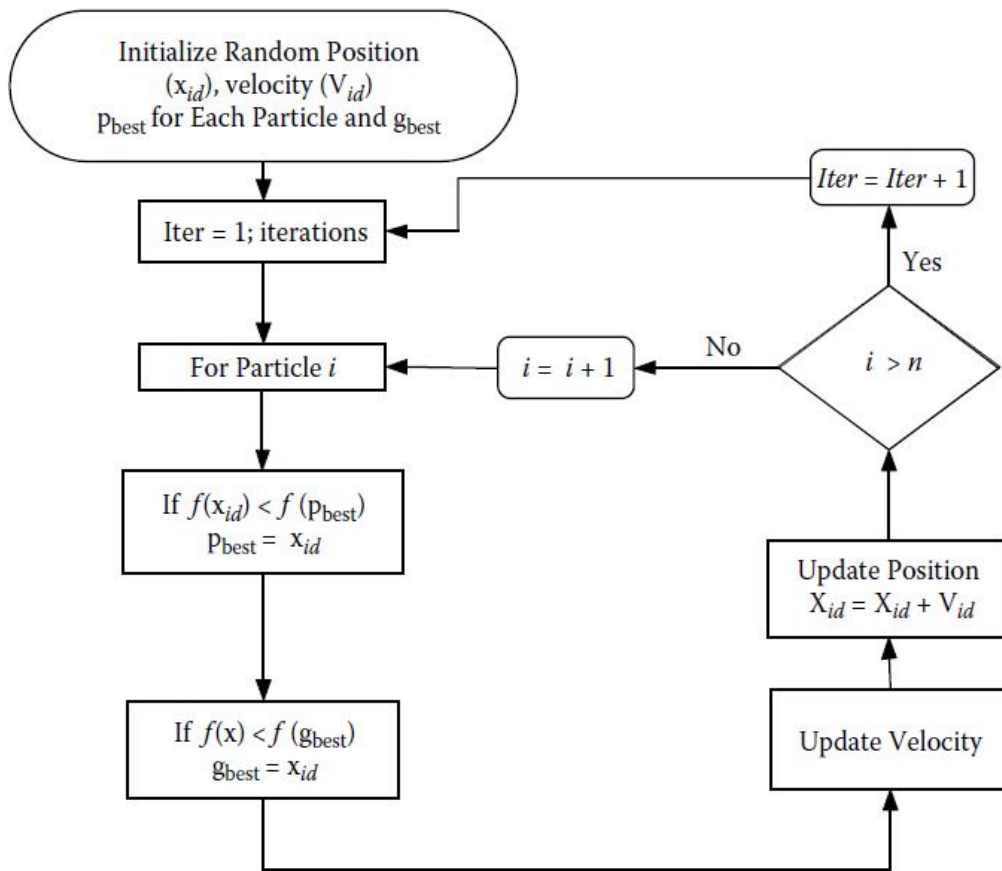 Initialize Random Position
(x_id), velocity (V_id)
p_best for Each Particle and g_best
Iter = 1; iterations
For Particle i
If f(x_id) < f (p_best)
p_best = x_id
If f(x) < f (g_best)
g_best = x_id
Update Velocity
Update Position
X_id = X_id + V_id
i > n
No
i = i + 1
Yes
Iter = Iter + 1